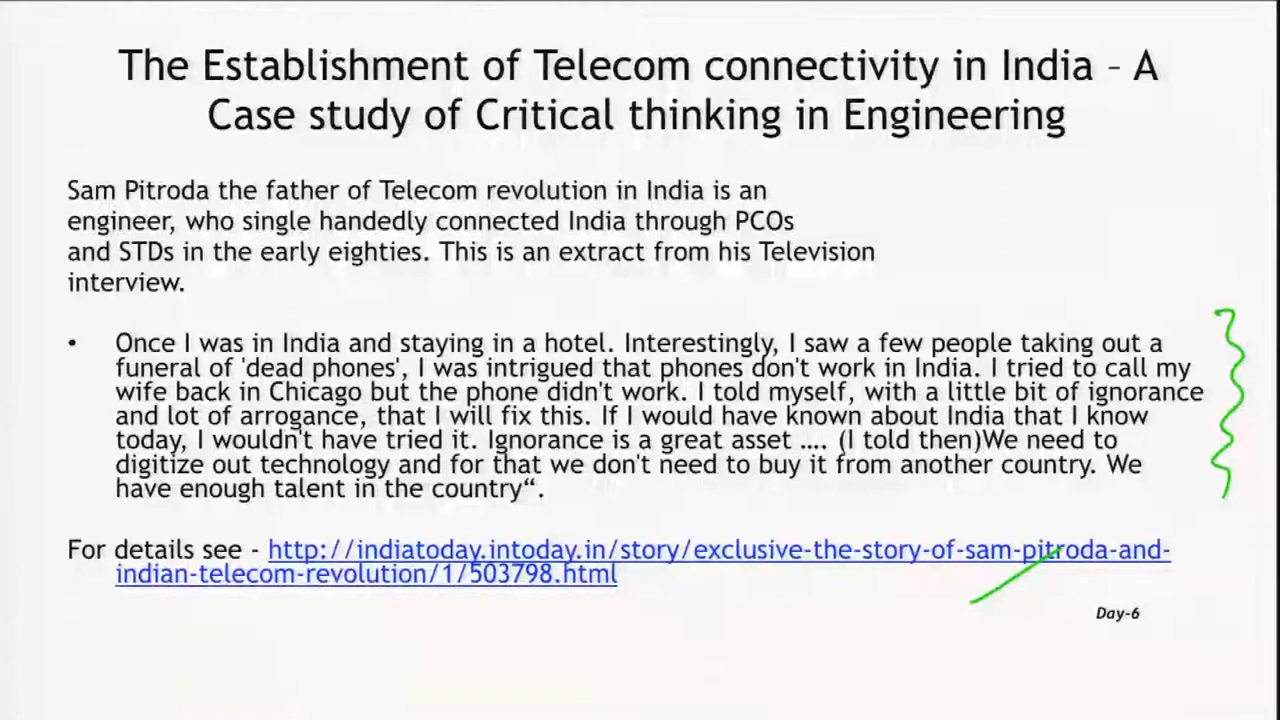 The Establishment of Telecom connectivity in India – A
Case study of Critical thinking in Engineering
Sam Pitroda the father of Telecom revolution in India is an
engineer, who single handedly connected India through PCOs
and STDs in the early eighties. This is an extract from his Television
interview.
• Once I was in India and staying in a hotel. Interestingly, I saw a few people taking out a
funeral of 'dead phones', I was intrigued that phones don't work in India. I tried to call my
wife back in Chicago but the phone didn't work. I told myself, with a little bit of ignorance
and lot of arrogance, that I will fix this. If I would have known about India that I know
today, I wouldn't have tried it. Ignorance is a great asset …. (I told then)We need to
digitize out technology and for that we don't need to buy it from another country. We
have enough talent in the country“.
For details see - http://indiatoday.intoday.in/story/exclusive-the-story-of-sam-pitroda-and-
indian-telecom-revolution/1/503798.html
Day-6